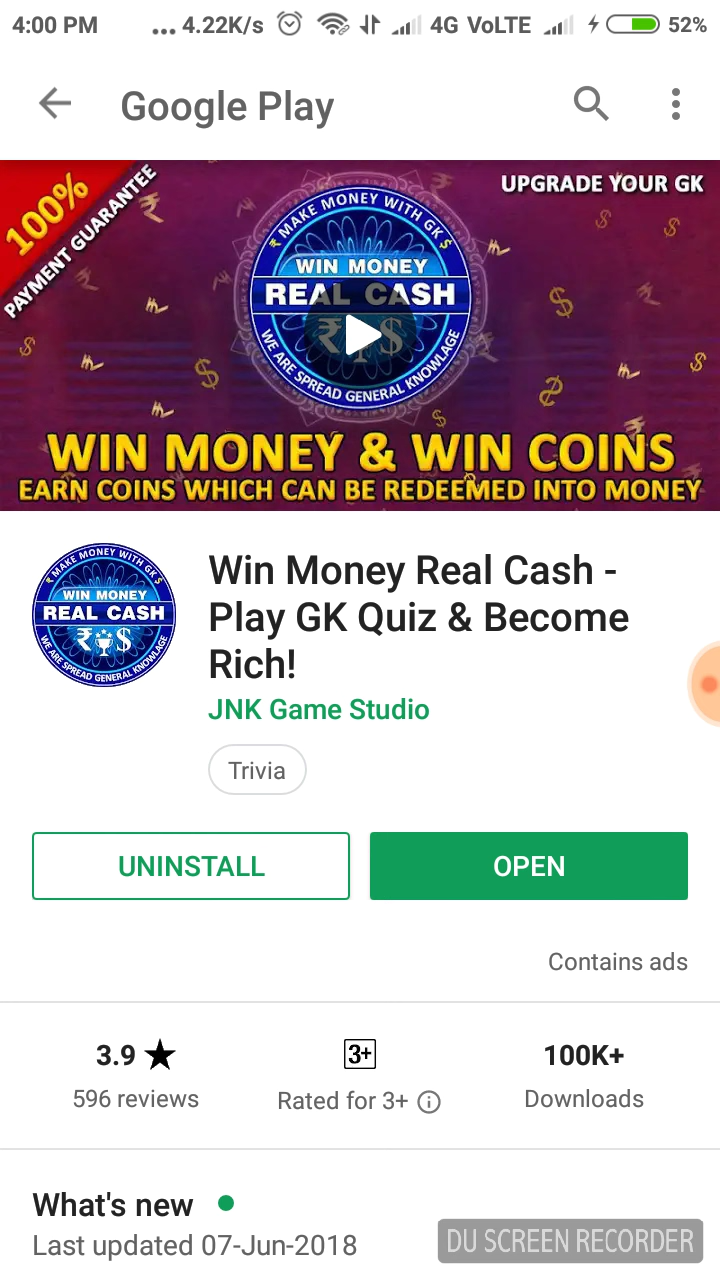 4:00 PM ... 4.22K/s 4G VoLTE 52%
Google Play
100%
PAYMENT GUARANTEE
UPGRADE YOUR GK
₹ MAKE MONEY WITH GK $
WIN MONEY
REAL CASH
₹ $
WE ARE SPREAD GENERAL KNOWLAGE
WIN MONEY & WIN COINS
EARN COINS WHICH CAN BE REDEEMED INTO MONEY
₹ MAKE MONEY WITH GK $
WIN MONEY
REAL CASH
₹ $
WE ARE SPREAD GENERAL KNOWLAGE
Win Money Real Cash -
Play GK Quiz & Become
Rich!
JNK Game Studio
Trivia
UNINSTALL
OPEN
Contains ads
3.9 ★
596 reviews
3+
Rated for 3+
100K+
Downloads
What's new
Last updated 07-Jun-2018
DU SCREEN RECORDER